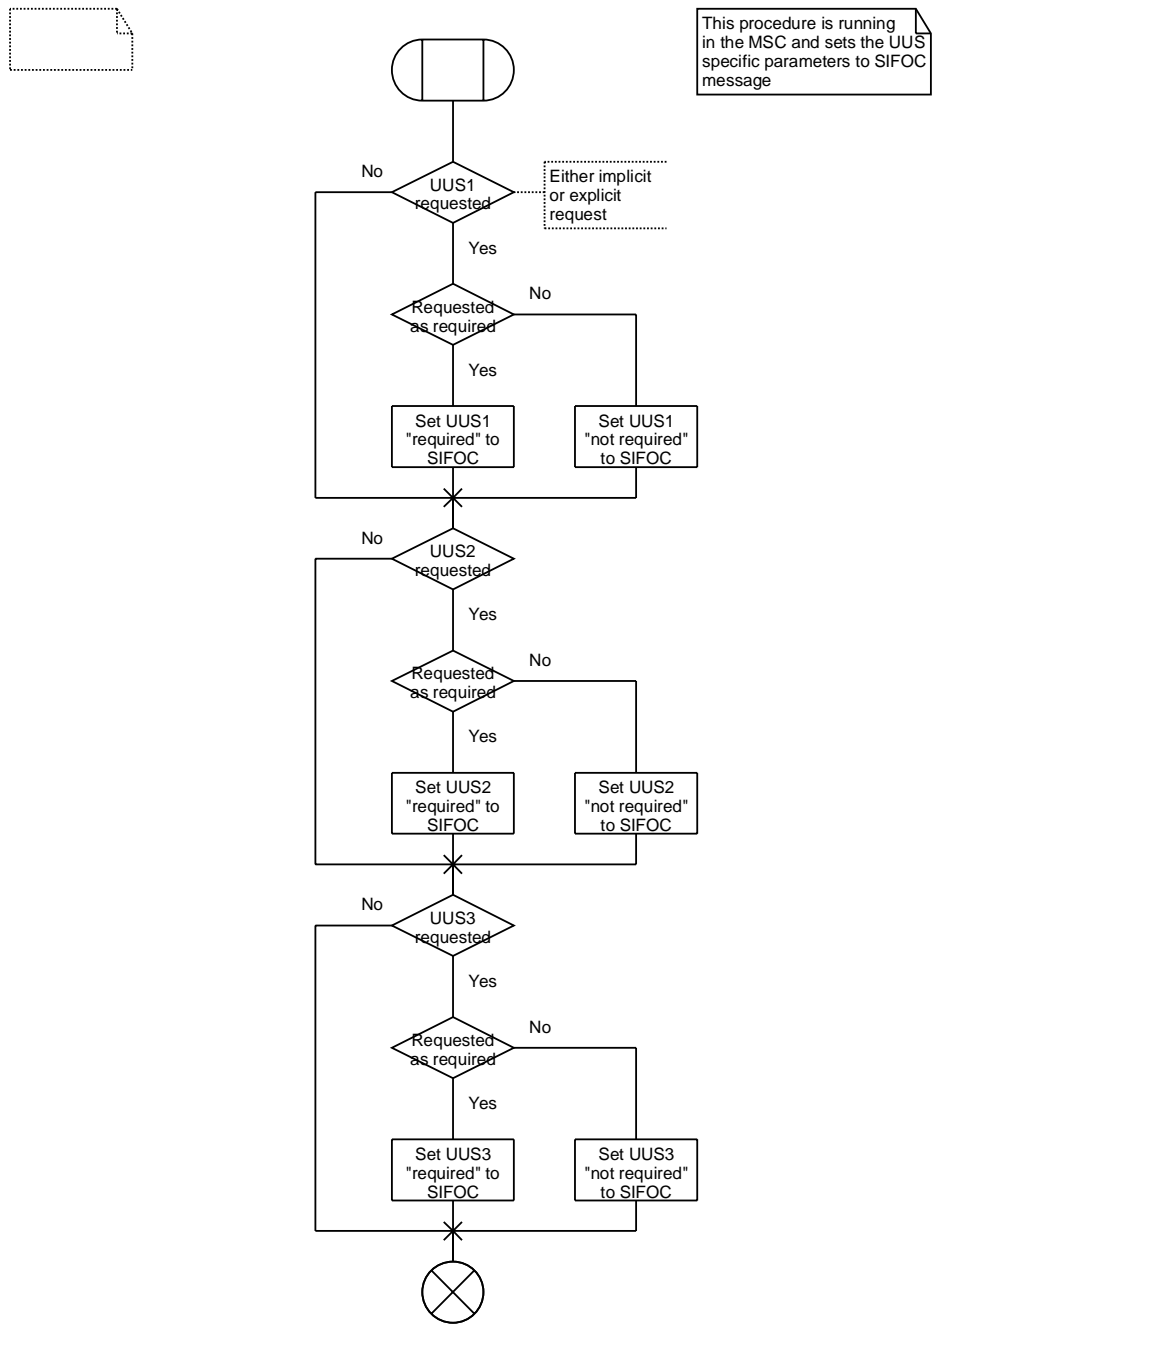 This procedure is running
in the MSC and sets the UUS
specific parameters to SIFOC
message
No
UUS1
requested
Either implicit
or explicit
request
Yes
Requested
as required
No
Yes
Set UUS1
"required" to
SIFOC
Set UUS1
"not required"
to SIFOC
No
UUS2
requested
Yes
Requested
as required
No
Yes
Set UUS2
"required" to
SIFOC
Set UUS2
"not required"
to SIFOC
No
UUS3
requested
Yes
Requested
as required
No
Yes
Set UUS3
"required" to
SIFOC
Set UUS3
"not required"
to SIFOC